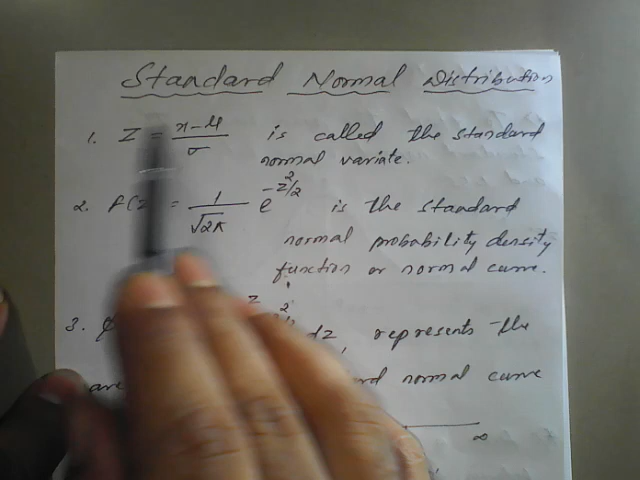 Standard Normal Distribution
1. Z = x-μ/σ is called the standard
normal variate.
2. f(z = 1/√2π e^-z²/2 is the standard
normal probability density
function or normal curve.
3. dz, represents the
normal curve
∞